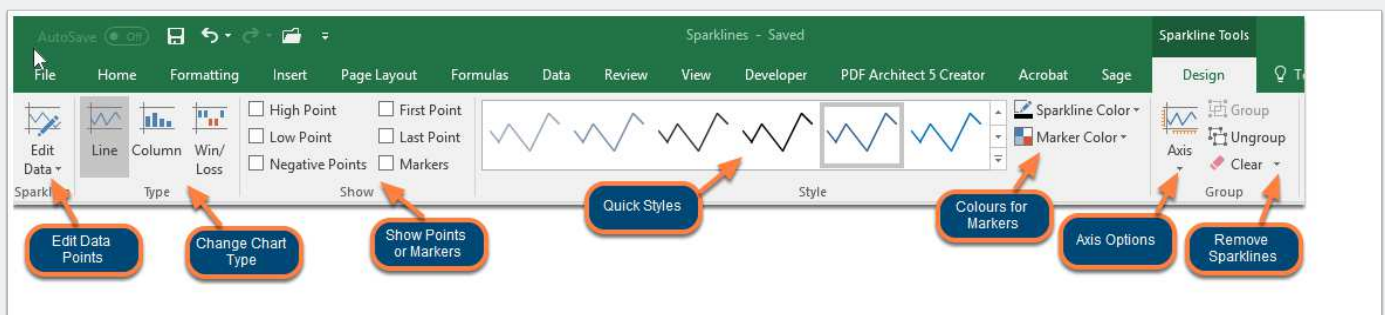 AutoSave Off Sparklines - Saved Sparkline Tools
File Home Formatting Insert Page Layout Formulas Data Review View Developer PDF Architect 5 Creator Acrobat Sage Design
Edit
Data
Line
Column
Win/
Loss
High Point
Low Point
Negative Points
First Point
Last Point
Markers
Sparkline Color
Marker Color
Axis
Group
Ungroup
Clear
Type Show Style Group
Edit Data
Points
Change Chart
Type
Show Points
or Markers
Quick Styles
Colours for
Markers
Axis Options
Remove
Sparklines